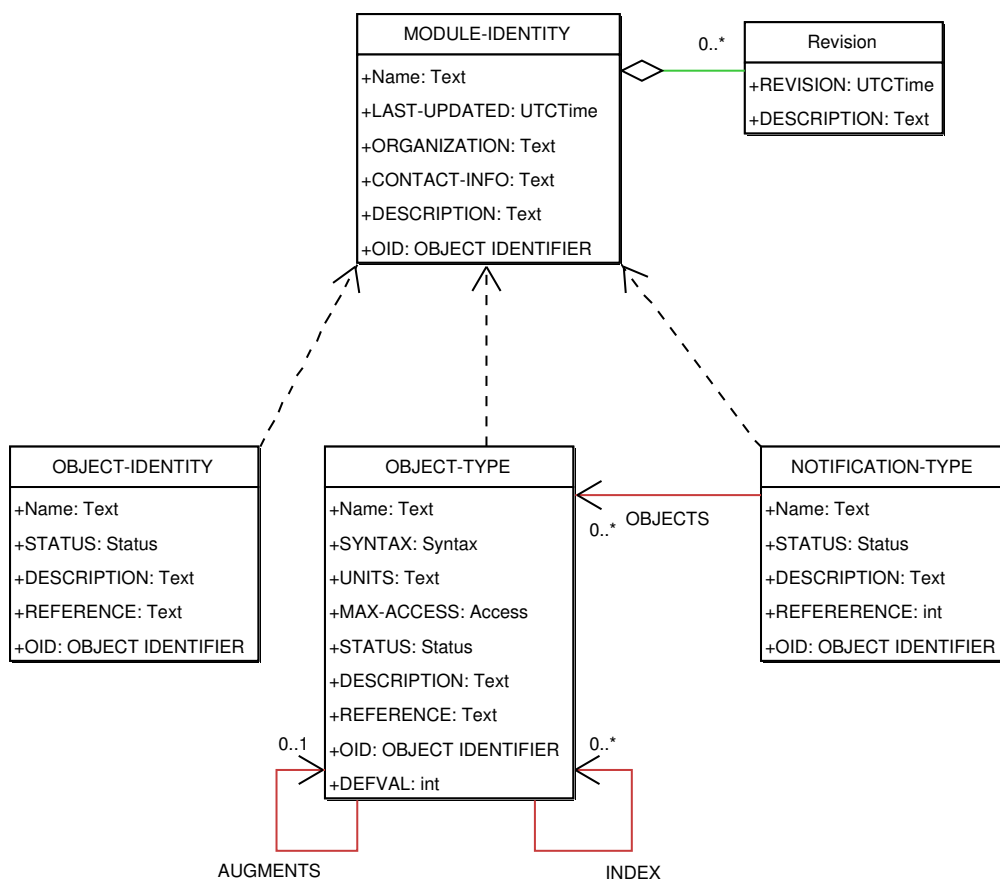 MODULE-IDENTITY
+Name: Text
+LAST-UPDATED: UTCTime
+ORGANIZATION: Text
+CONTACT-INFO: Text
+DESCRIPTION: Text
+OID: OBJECT IDENTIFIER
0..*
Revision
+REVISION: UTCTime
+DESCRIPTION: Text
OBJECT-IDENTITY
+Name: Text
+STATUS: Status
+DESCRIPTION: Text
+REFERENCE: Text
+OID: OBJECT IDENTIFIER
OBJECT-TYPE
+Name: Text
+SYNTAX: Syntax
+UNITS: Text
+MAX-ACCESS: Access
+STATUS: Status
+DESCRIPTION: Text
+REFERENCE: Text
+OID: OBJECT IDENTIFIER
+DEFVAL: int
0..*
OBJECTS
NOTIFICATION-TYPE
+Name: Text
+STATUS: Status
+DESCRIPTION: Text
+REFERERENCE: int
+OID: OBJECT IDENTIFIER
0..1
0..*
AUGMENTS
INDEX